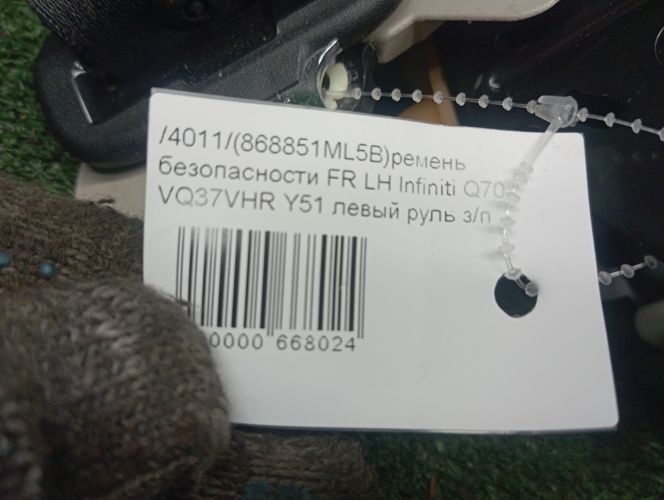 /4011/(868851ML5B)ремень
безопасности FR LH Infiniti Q70
VQ37VHR Y51 левый руль з/п
0000 668024